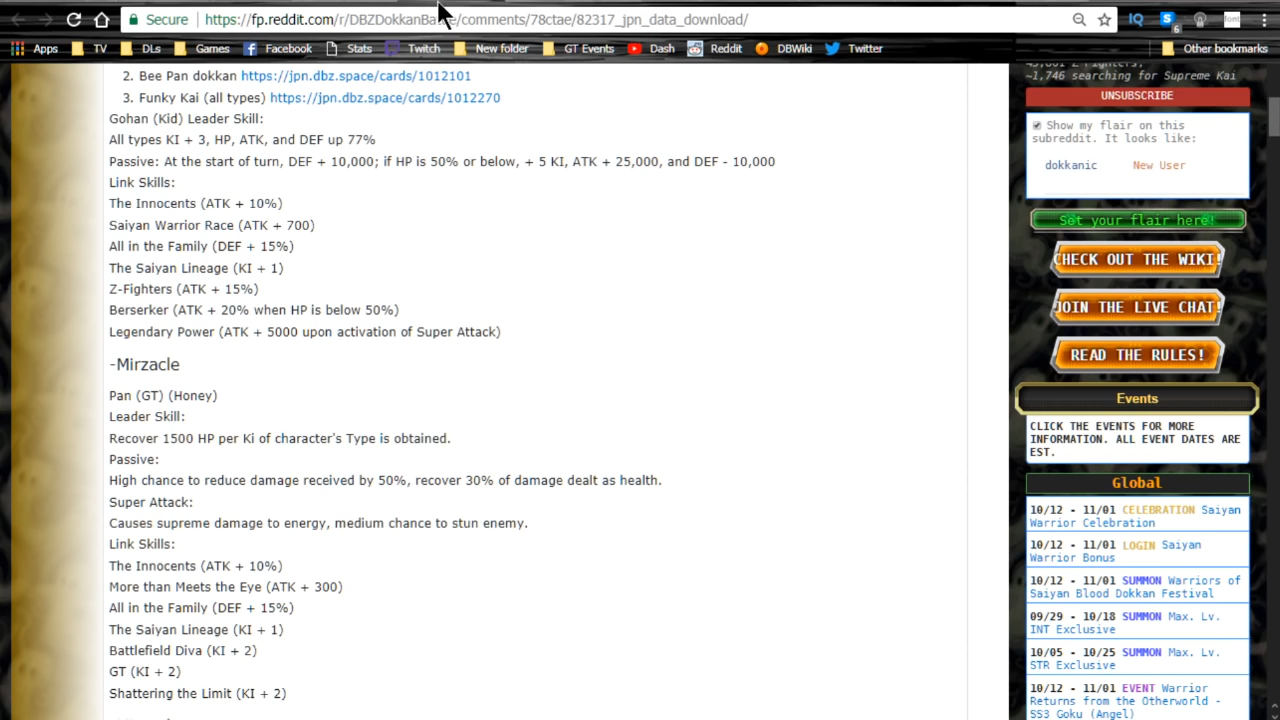 Secure https://fp.reddit.com/r/DBZDokkanBa e/comments/78ctae/82317_jpn_data_download/
Apps TV DLs Games Facebook Stats Twitch New folder GT Events Dash Reddit DBWiki Twitter Other bookmarks
2. Bee Pan dokkan https://jpn.dbz.space/cards/1012101
3. Funky Kai (all types) https://jpn.dbz.space/cards/1012270
Gohan (Kid) Leader Skill:
All types KI + 3, HP, ATK, and DEF up 77%
Passive: At the start of turn, DEF + 10,000; if HP is 50% or below, + 5 KI, ATK + 25,000, and DEF - 10,000
Link Skills:
The Innocents (ATK + 10%)
Saiyan Warrior Race (ATK + 700)
All in the Family (DEF + 15%)
The Saiyan Lineage (KI + 1)
Z-Fighters (ATK + 15%)
Berserker (ATK + 20% when HP is below 50%)
Legendary Power (ATK + 5000 upon activation of Super Attack)
-Mirzacle
Pan (GT) (Honey)
Leader Skill:
Recover 1500 HP per Ki of character's Type is obtained.
Passive:
High chance to reduce damage received by 50%, recover 30% of damage dealt as health.
Super Attack:
Causes supreme damage to energy, medium chance to stun enemy.
Link Skills:
The Innocents (ATK + 10%)
More than Meets the Eye (ATK + 300)
All in the Family (DEF + 15%)
The Saiyan Lineage (KI + 1)
Battlefield Diva (KI + 2)
GT (KI + 2)
Shattering the Limit (KI + 2)
Z Fighters,
~1,746 searching for Supreme Kai
UNSUBSCRIBE
Show my flair on this
subreddit. It looks like:
dokkanic New User
Set your flair here!
CHECK OUT THE WIKI!
JOIN THE LIVE CHAT!
READ THE RULES!
Events
CLICK THE EVENTS FOR MORE
INFORMATION. ALL EVENT DATES ARE
EST.
Global
10/12 - 11/01 CELEBRATION Saiyan
Warrior Celebration
10/12 - 11/01 LOGIN Saiyan
Warrior Bonus
10/12 - 11/01 SUMMON Warriors of
Saiyan Blood Dokkan Festival
09/29 - 10/18 SUMMON Max. Lv.
INT Exclusive
10/05 - 10/25 SUMMON Max. Lv.
STR Exclusive
10/12 - 11/01 EVENT Warrior
Returns from the Otherworld -
SS3 Goku (Angel)